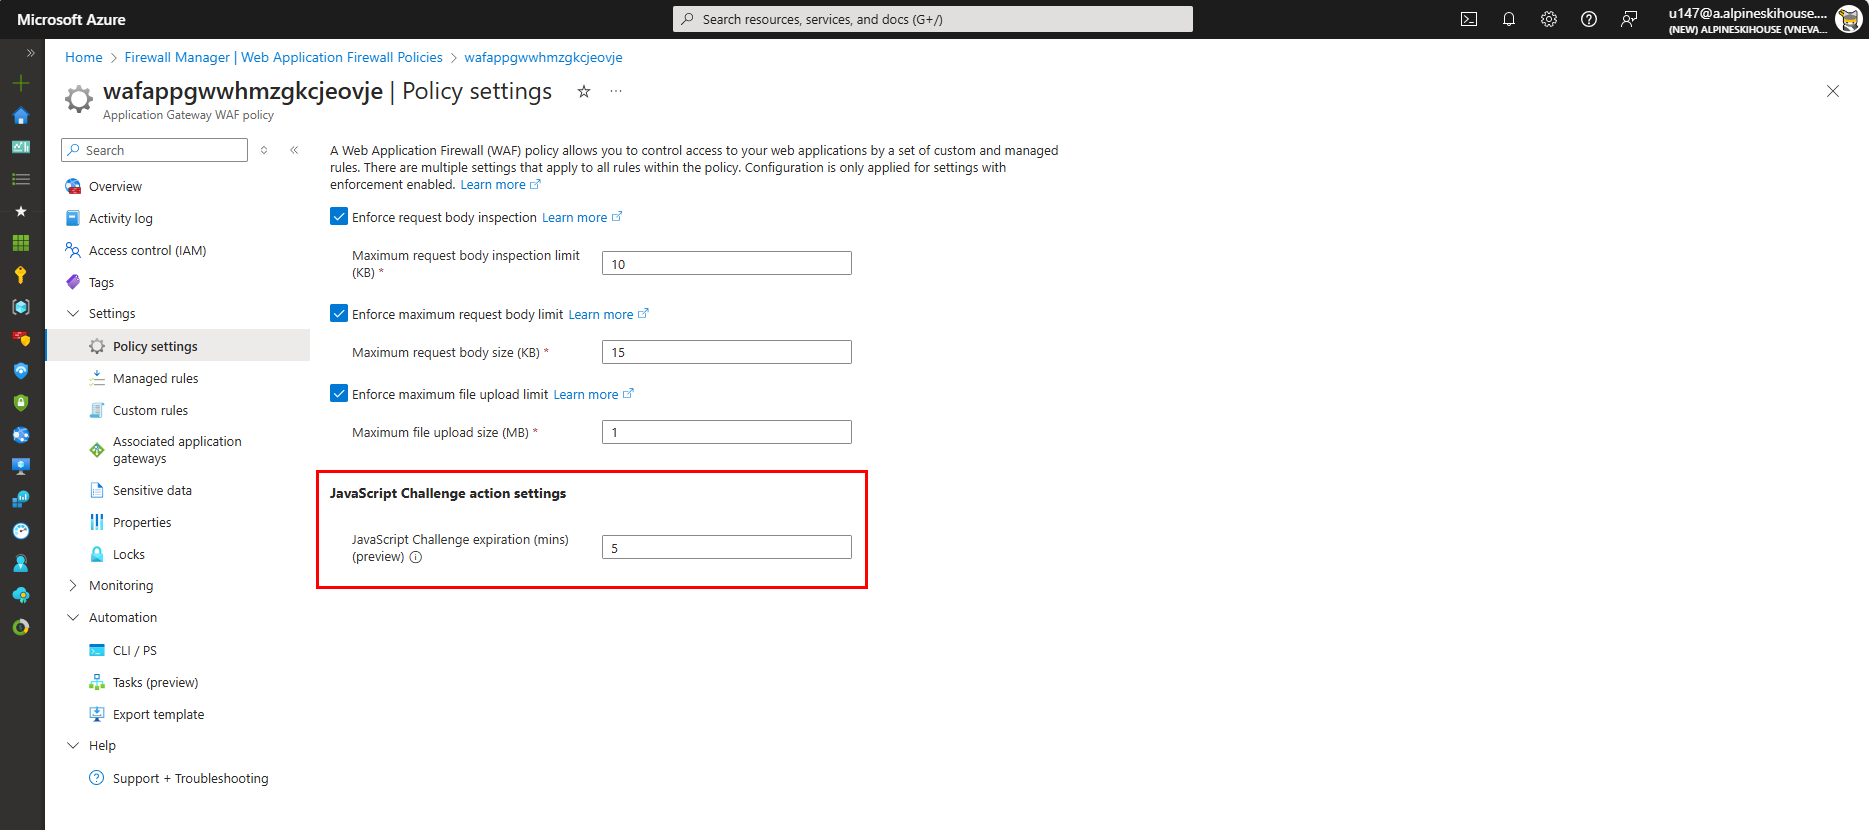 Microsoft Azure
Search resources, services, and docs (G+/)
u147@a.alpineskihouse....
(NEW) ALPINESKIHOUSE (VNEVA...
Home > Firewall Manager | Web Application Firewall Policies > wafappgwwhmzgkcjeovje
wafappgwwhmzgkcjeovje | Policy settings
Application Gateway WAF policy
Search
Overview
Activity log
Access control (IAM)
Tags
Settings
Policy settings
Managed rules
Custom rules
Associated application
gateways
Sensitive data
Properties
Locks
Monitoring
Automation
CLI / PS
Tasks (preview)
Export template
Help
Support + Troubleshooting
A Web Application Firewall (WAF) policy allows you to control access to your web applications by a set of custom and managed
rules. There are multiple settings that apply to all rules within the policy. Configuration is only applied for settings with
enforcement enabled. Learn more
Enforce request body inspection Learn more
Maximum request body inspection limit
(KB) *
10
Enforce maximum request body limit Learn more
Maximum request body size (KB) *
15
Enforce maximum file upload limit Learn more
Maximum file upload size (MB) *
1
JavaScript Challenge action settings
JavaScript Challenge expiration (mins)
(preview)
5